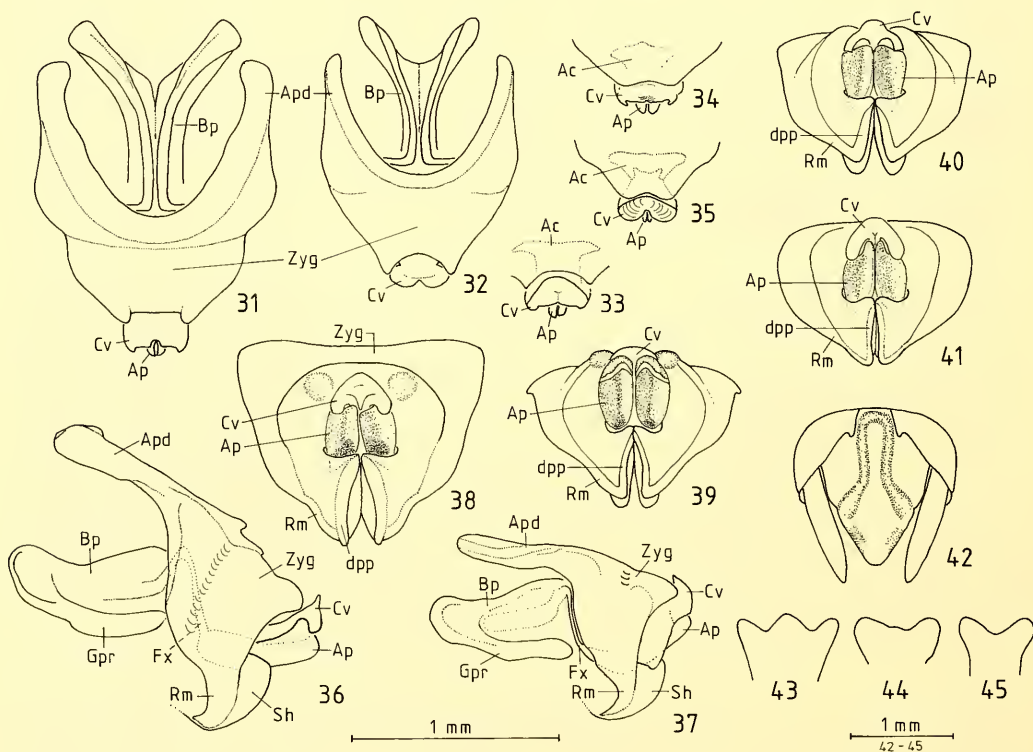 Apd
Bp
Zyg
31
Cv
Ap
Bp
32
Cv
Ac
Cv
34
Ap
Ac
35
Cv
Ap
Ac
33
Cv
Ap
Cv
Ap
dpp
Rm
40
Cv
Ap
dpp
Rm
41
Zyg
Cv
Ap
38
Rm
dpp
Cv
Ap
dpp
Rm
39
42
Apd
Bp
Zyg
Cv
Ap
Gpr
Fx
Rm
Sh
36
Apd
Zyg
Bp
Cv
Ap
Gpr
Fx
Rm
Sh
37
43
44
45
1 mm
1 mm
42-45